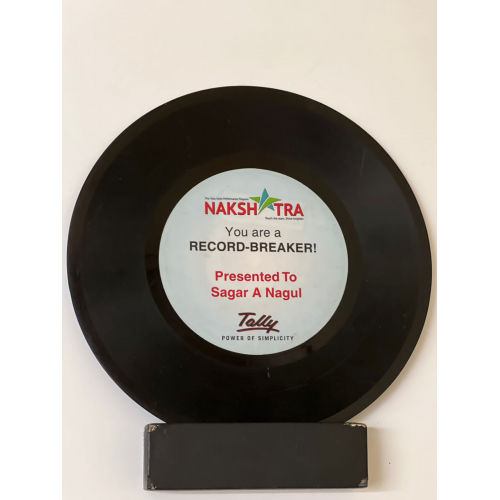 NAKSHATRA
You are a
RECORD-BREAKER!
Presented To
Sagar A Nagul
Tally
POWER OF SIMPLICITY